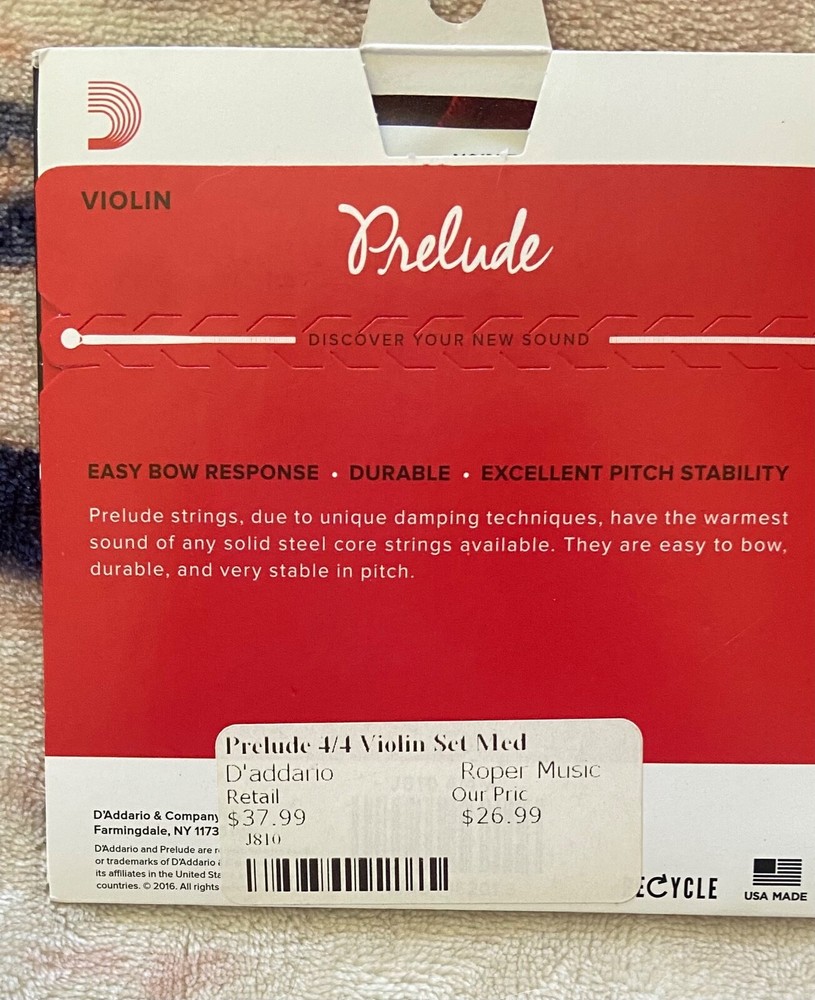 VIOLIN
Prelude
DISCOVER YOUR NEW SOUND
EASY BOW RESPONSE • DURABLE • EXCELLENT PITCH STABILITY
Prelude strings, due to unique damping techniques, have the warmest
sound of any solid steel core strings available. They are easy to bow,
durable, and very stable in pitch.
Prelude 4/4 Violin Set Med
D'addario Roper Music
Retail Our Pric
$37.99 $26.99
J810
D'Addario & Company
Farmingdale, NY 1173
D'Addario and Prelude are
or trademarks of D'Addario
its affiliates in the United Sta
countries. © 2016. All rights
ECYCLE
USA MADE